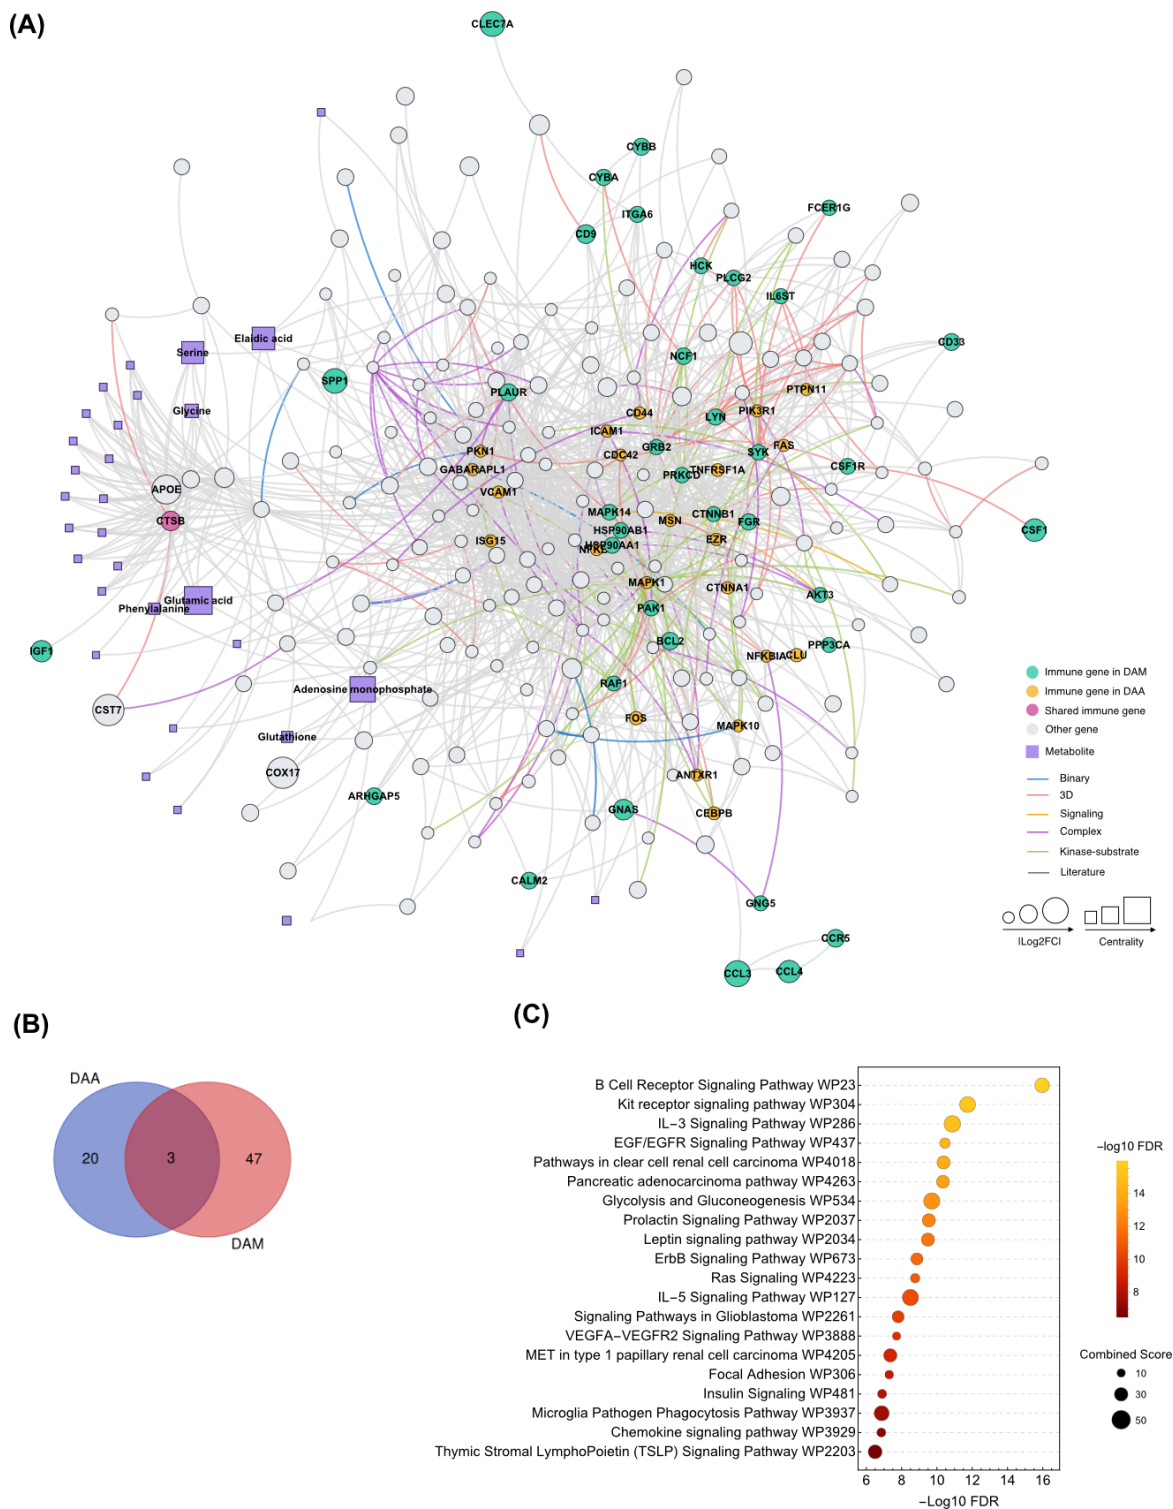 (A)
CLEC7A
CYBB
CYBA
ITGA6
FCER1G
CD9
HCK
PLCG2
IL6ST
Elaidic acid
Serine
CD33
NCF1
SPP1
PLAUR
PTPN11
Glycine
CD44
LYN
PIK3R1
ICAM1
GRB2
FAS
PKN1
CDC42
SYK
GABARAPL1
PRKCD
TNFRSF1A
CSF1R
APOE
VCAM1
CTSB
MAPK14
MSN
CTNNB1
FGR
HSP90AB1
CSF1
ISG15
HSP90AA1
EZR
MAPK1
CTNNA1
AKT3
Glutamic acid
Phenylalanine
PAK1
BCL2
PPP3CA
IGF1
NFKBIA
CLU
Adenosine monophosphate
RAF1
CST7
FOS
MAPK10
Glutathione
COX17
ANTXR1
ARHGAP5
GNAS
CEBPB
CALM2
GNG5
CCR5
CCL3
CCL4
Immune gene in DAM
Immune gene in DAA
Shared immune gene
Other gene
Metabolite
Binary
3D
Signaling
Complex
Kinase-substrate
Literature
|Log2FC|
Centrality
(B)
DAA
20
3
47
DAM
(C)
B Cell Receptor Signaling Pathway WP23
Kit receptor signaling pathway WP304
IL-3 Signaling Pathway WP286
EGF/EGFR Signaling Pathway WP437
Pathways in clear cell renal cell carcinoma WP4018
Pancreatic adenocarcinoma pathway WP4263
Glycolysis and Gluconeogenesis WP534
Prolactin Signaling Pathway WP2037
Leptin signaling pathway WP2034
ErbB Signaling Pathway WP673
Ras Signaling WP4223
IL-5 Signaling Pathway WP127
Signaling Pathways in Glioblastoma WP2261
VEGFA-VEGFR2 Signaling Pathway WP3888
MET in type 1 papillary renal cell carcinoma WP4205
Focal Adhesion WP306
Insulin Signaling WP481
Microglia Pathogen Phagocytosis Pathway WP3937
Chemokine signaling pathway WP3929
Thymic Stromal LymphoPoietin (TSLP) Signaling Pathway WP2203
6 8 10 12 14 16
-Log10 FDR
-log10 FDR
14
12
10
8
Combined Score
10
30
50